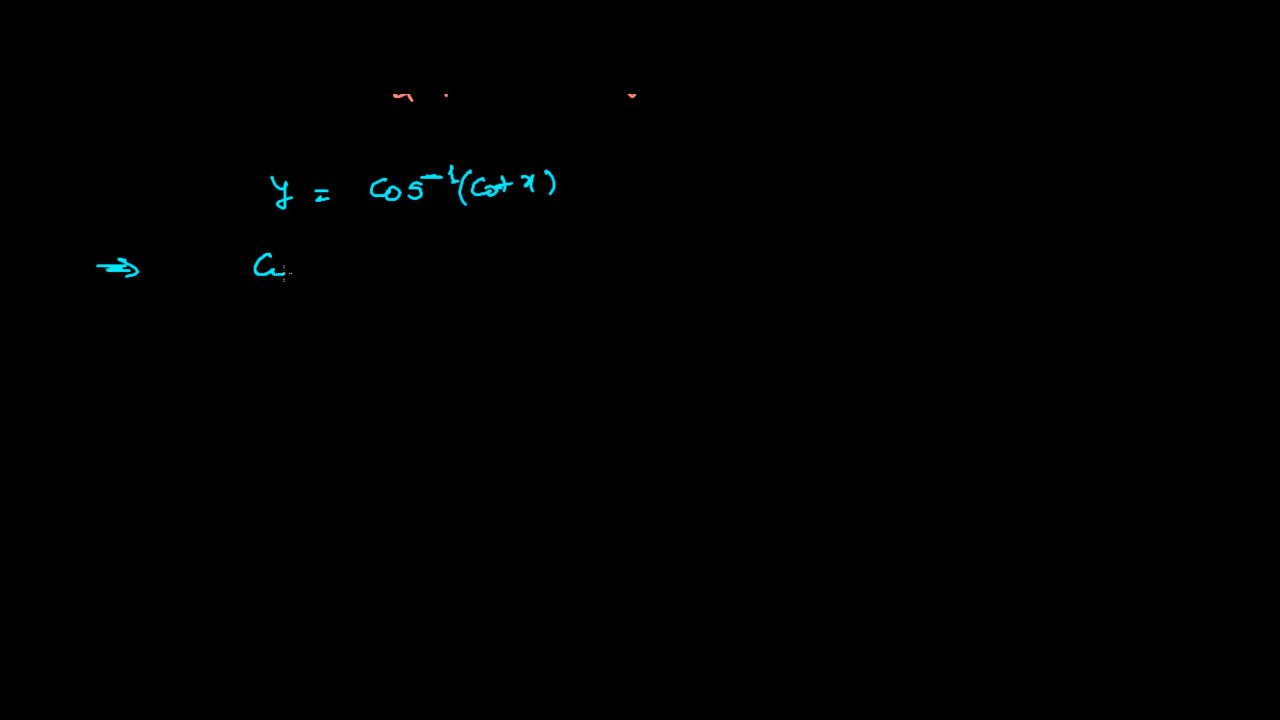 y = cos⁻¹(cot x)
⇒